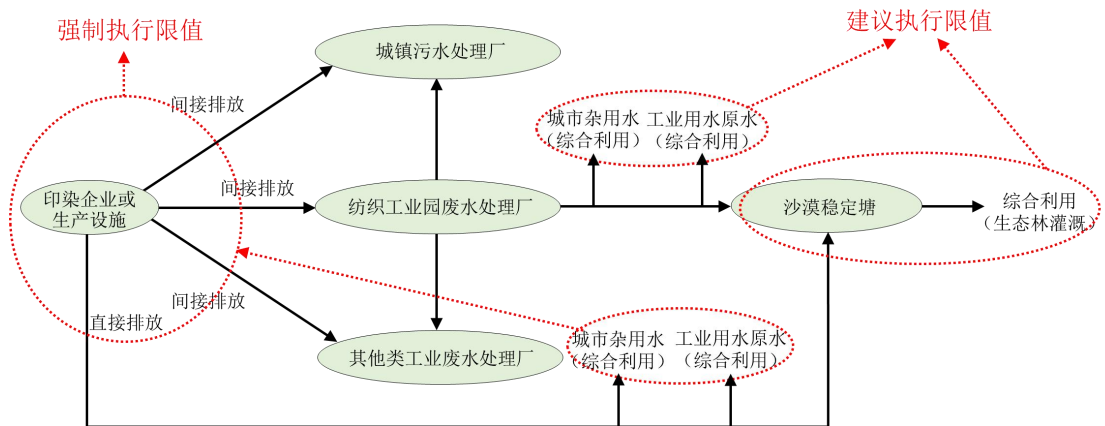 强制执行限值
建议执行限值
城镇污水处理厂
间接排放
城市杂用水
(综合利用)
工业用水原水
(综合利用)
印染企业或
生产设施
间接排放
纺织工业园废水处理厂
沙漠稳定塘
综合利用
(生态林灌溉)
间接排放
直接排放
其他类工业废水处理厂
城市杂用水
(综合利用)
工业用水原水
(综合利用)